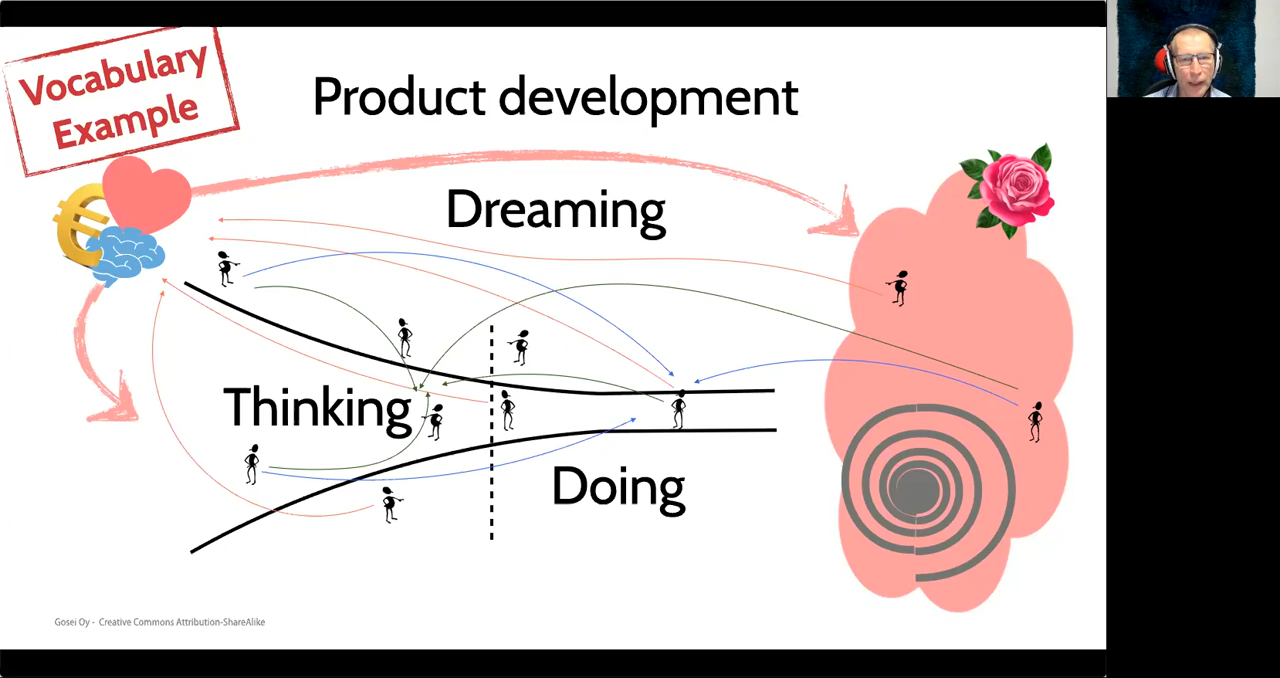 Vocabulary
Example
Product development
Dreaming
Thinking
Doing
Gosei Oy - Creative Commons Attribution-ShareAlike